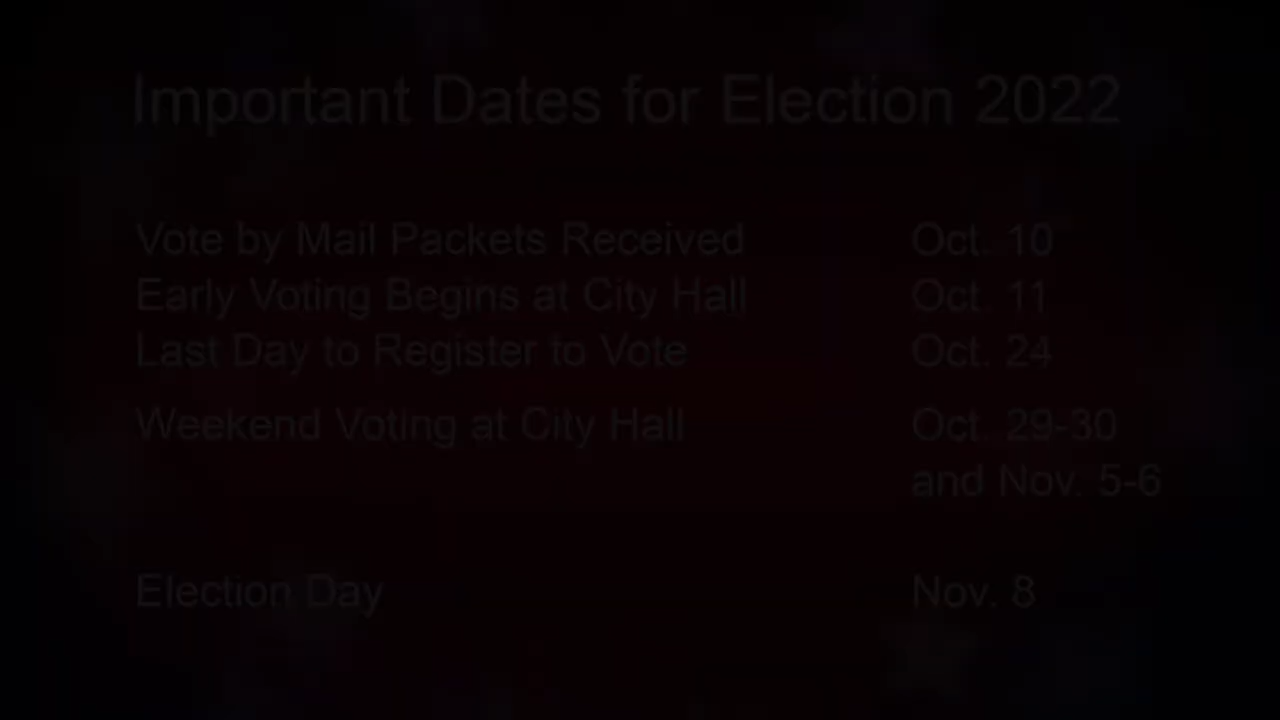 Important Dates for Election 2022
Vote by Mail Packets Received Oct. 10
Early Voting Begins at City Hall Oct. 11
Last Day to Register to Vote Oct. 24
Weekend Voting at City Hall Oct. 29-30
and Nov. 5-6
Election Day Nov. 8